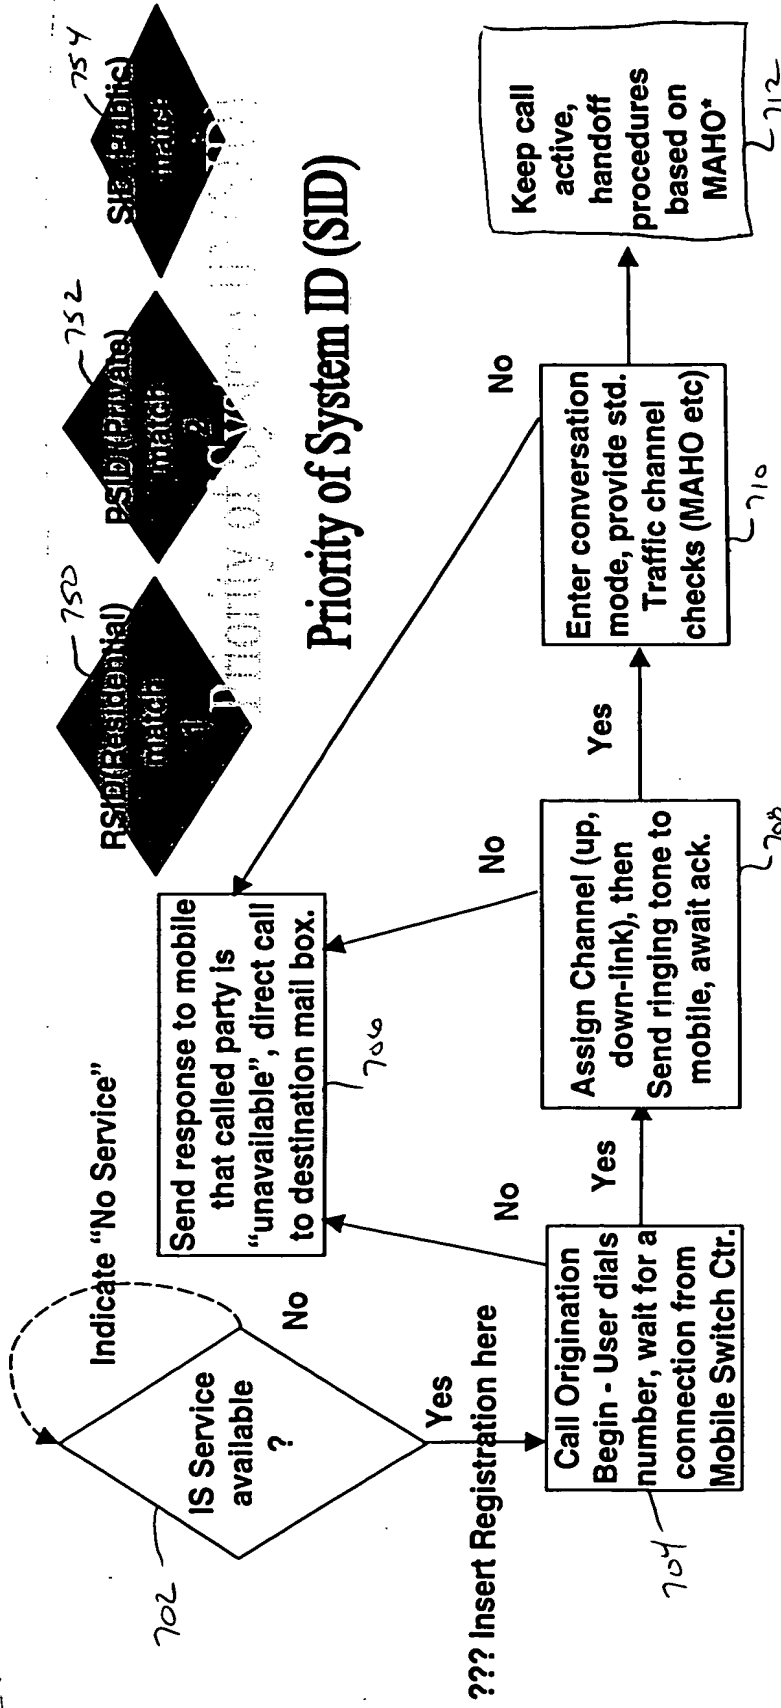 Indicate “No Service”
IS Service
available
?
702
No
Yes
??? Insert Registration here
Call Origination
Begin - User dials
number, wait for a
connection from
Mobile Switch Ctr.
704
No
Yes
Send response to mobile
that called party is
“unavailable”, direct call
to destination mail box.
706
Assign Channel (up,
down-link), then
Send ringing tone to
mobile, await ack.
708
No
Yes
Enter conversation
mode, provide std.
Traffic channel
checks (MAHO etc)
710
No
Keep call
active,
handoff
procedures
based on
MAHO*
712
RSID(Residential)
match
1
750
PSID(Private)
match
2
752
SID(Public)
match
754
Priority of System ID (SID)